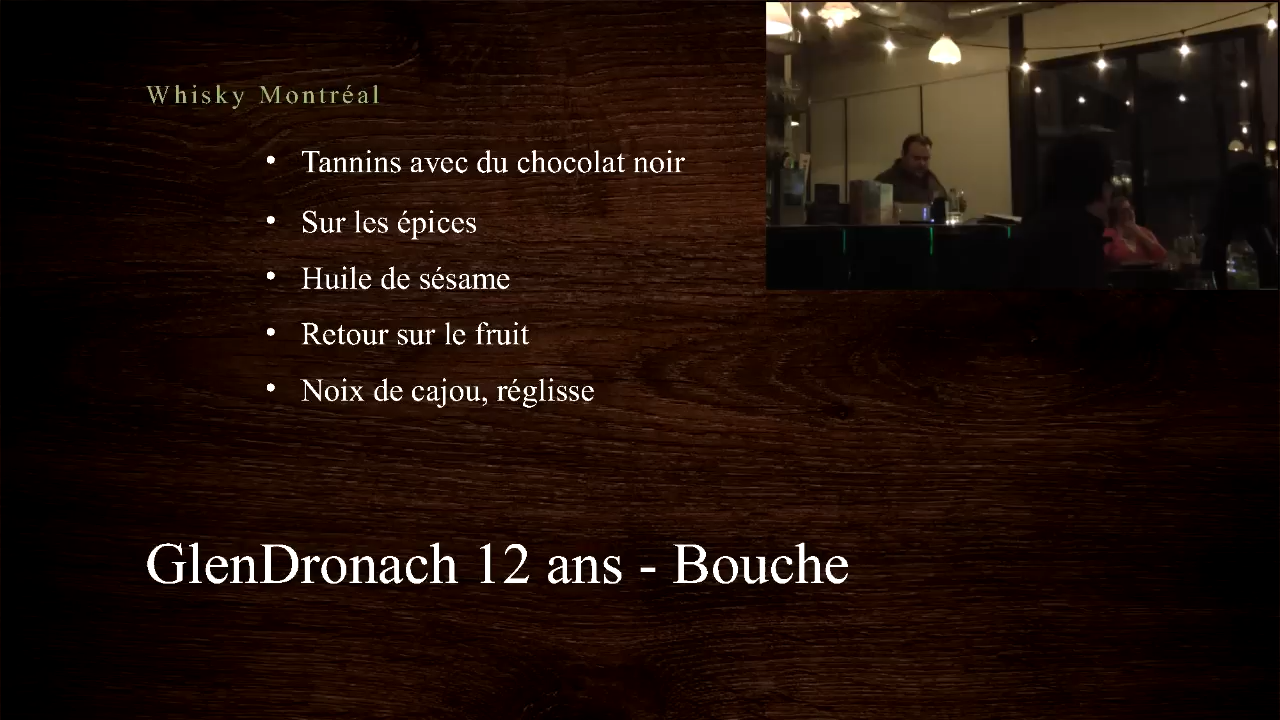 Whisky Montréal
• Tannins avec du chocolat noir
• Sur les épices
• Huile de sésame
• Retour sur le fruit
• Noix de cajou, réglisse
GlenDronach 12 ans - Bouche